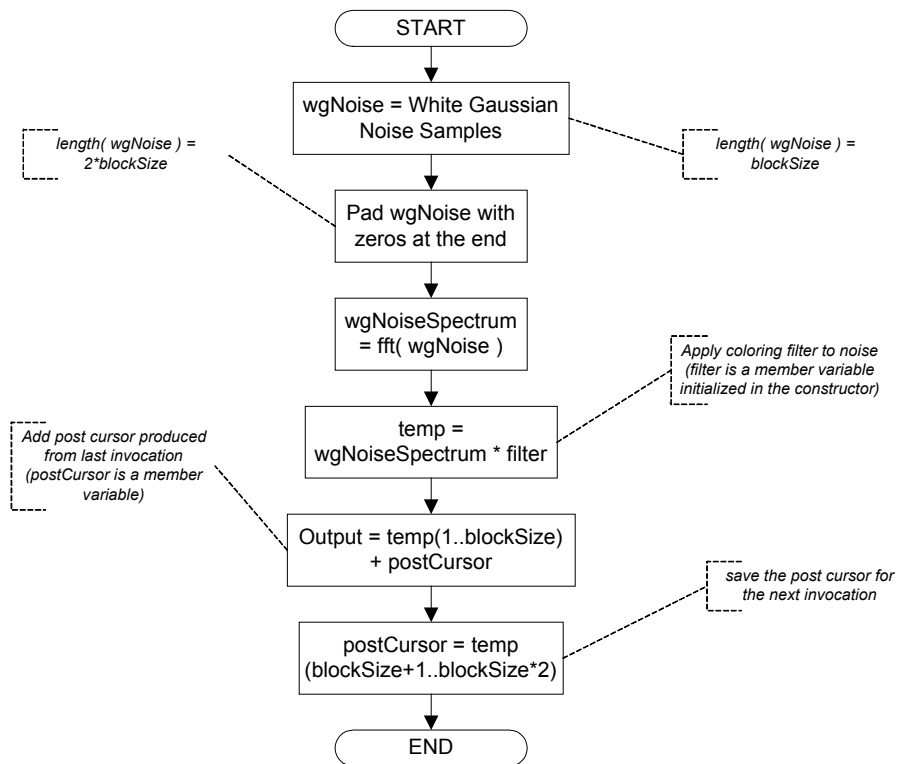 START
wgNoise = White Gaussian
Noise Samples
length( wgNoise ) =
2*blockSize
length( wgNoise ) =
blockSize
Pad wgNoise with
zeros at the end
wgNoiseSpectrum
= fft( wgNoise )
Apply coloring filter to noise
(filter is a member variable
initialized in the constructor)
temp =
wgNoiseSpectrum * filter
Add post cursor produced
from last invocation
(postCursor is a member
variable)
Output = temp(1..blockSize)
+ postCursor
save the post cursor for
the next invocation
postCursor = temp
(blockSize+1..blockSize*2)
END